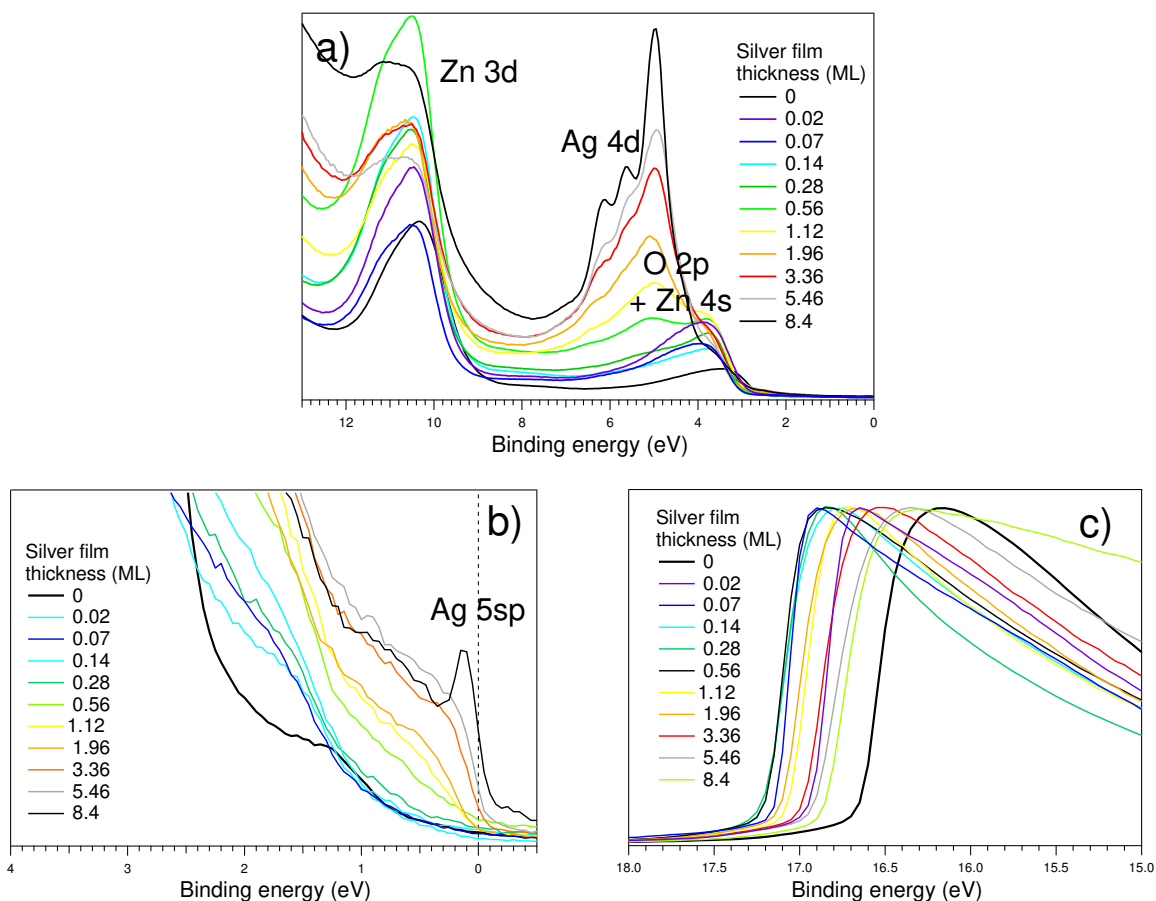 a)
Zn 3d
Ag 4d
O 2p
+ Zn 4s
Silver film
thickness (ML)
0
0.02
0.07
0.14
0.28
0.56
1.12
1.96
3.36
5.46
8.4
12 10 8 6 4 2 0
Binding energy (eV)
b)
Silver film
thickness (ML)
0
0.02
0.07
0.14
0.28
0.56
1.12
1.96
3.36
5.46
8.4
Ag 5sp
4 3 2 1 0
Binding energy (eV)
c)
Silver film
thickness (ML)
0
0.02
0.07
0.14
0.28
0.56
1.12
1.96
3.36
5.46
8.4
18.0 17.5 17.0 16.5 16.0 15.5 15.0
Binding energy (eV)